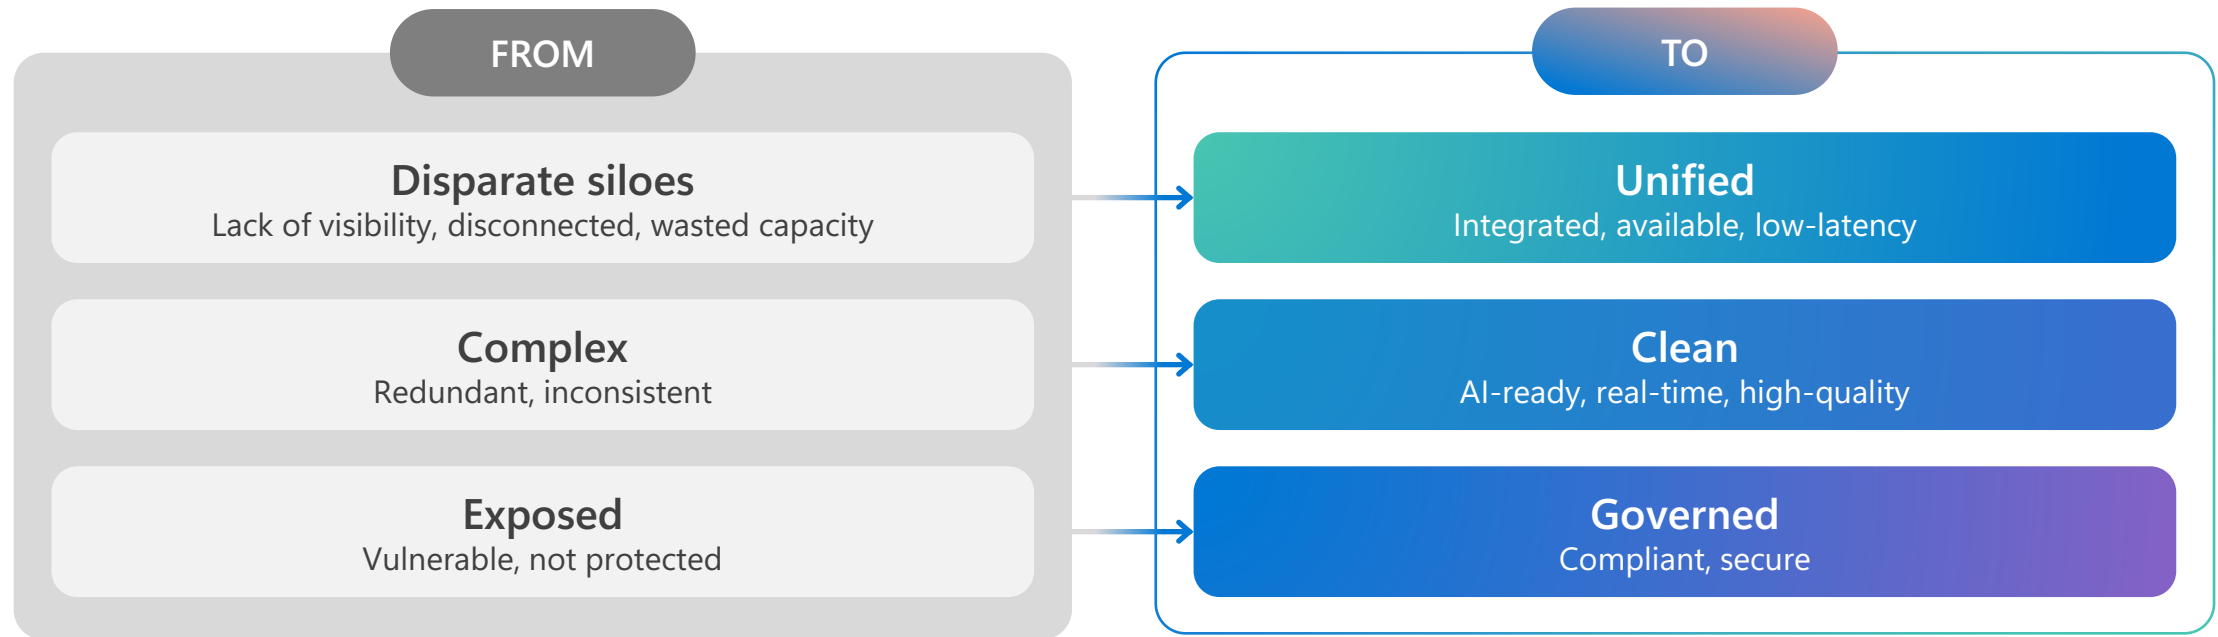 FROM
Disparate siloes
Lack of visibility, disconnected, wasted capacity
Complex
Redundant, inconsistent
Exposed
Vulnerable, not protected
TO
Unified
Integrated, available, low-latency
Clean
AI-ready, real-time, high-quality
Governed
Compliant, secure